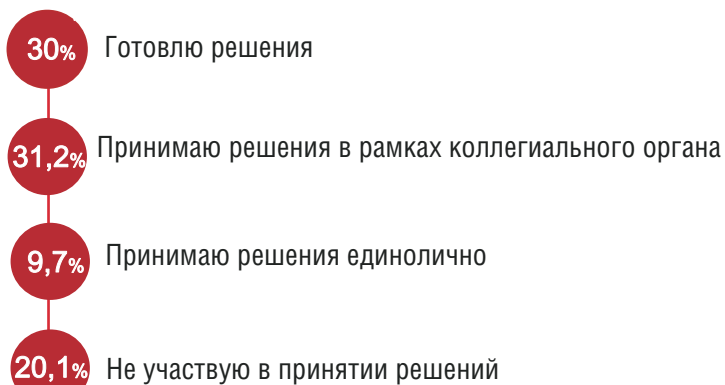 30% Готовлю решения
31,2% Принимаю решения в рамках коллегиального органа
9,7% Принимаю решения единолично
20,1% Не участвую в принятии решений